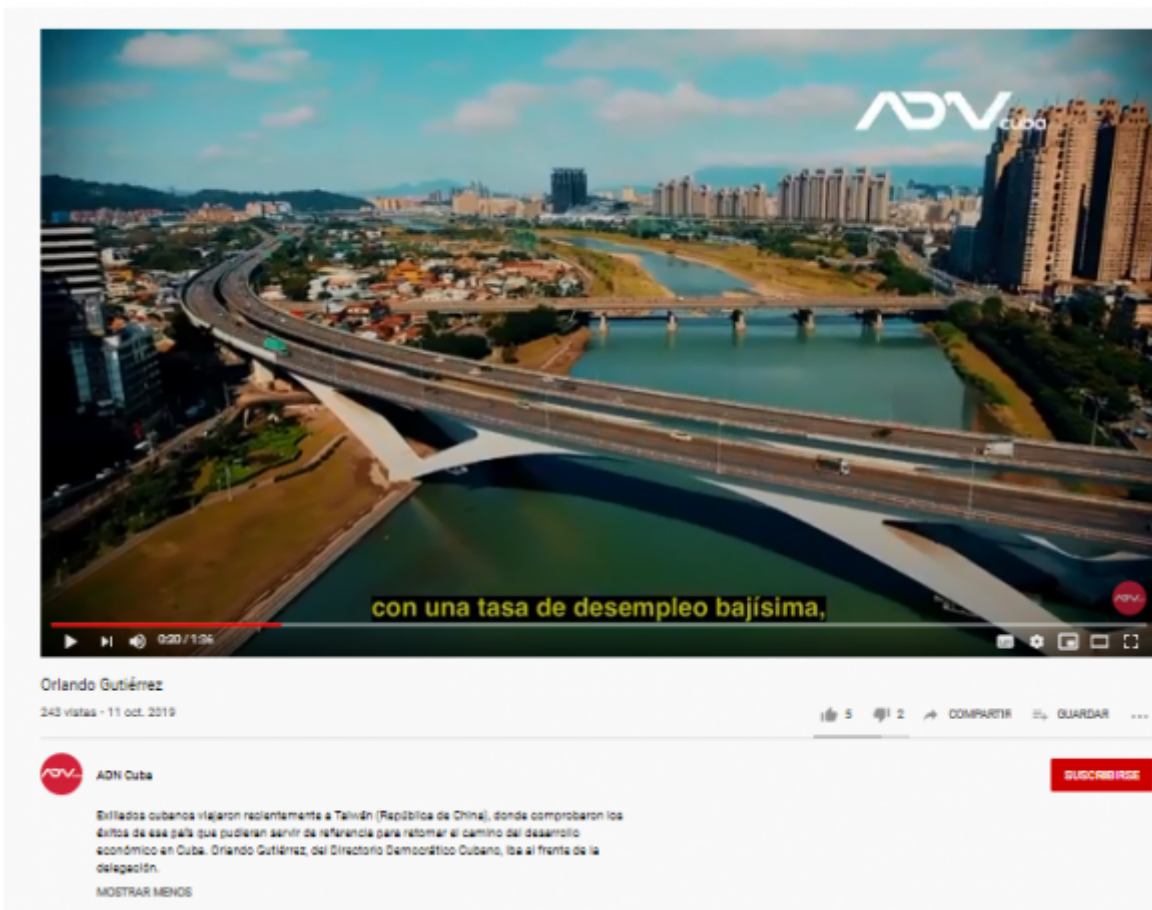 ADN cuba
con una tasa de desempleo bajísima,
0:20 / 1:36
Orlando Gutiérrez
243 vistas - 11 oct. 2019
5
2
COMPARTIR
GUARDAR
ADN Cuba
SUSCRIBIRSE
Exiliados cubanos viajaron recientemente a Taiwán (República de China), donde comprobaron los
éxitos de ese país que pudieran servir de referencia para retomar el camino del desarrollo
económico en Cuba. Orlando Gutiérrez, del Directorio Democrático Cubano, iba al frente de la
delegación.
MOSTRAR MENOS